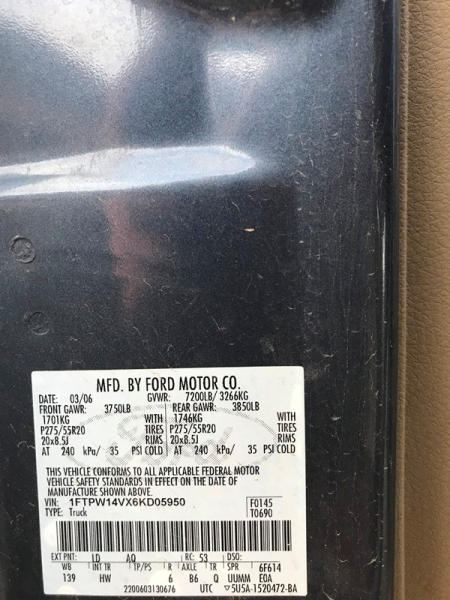 MFD. BY FORD MOTOR CO.
DATE: 03/06 GVWR: 7200LB/ 3266KG
FRONT GAWR: 3750LB REAR GAWR: 3850LB
1701KG WITH 1746KG WITH
P275/55R20 TIRES P275/55R20 TIRES
20x8.5J RIMS 20x8.5J RIMS
AT 240 kPa/ 35 PSI COLD AT 240 kPa/ 35 PSI COLD
THIS VEHICLE CONFORMS TO ALL APPLICABLE FEDERAL MOTOR
VEHICLE SAFETY STANDARDS IN EFFECT ON THE DATE OF
MANUFACTURE SHOWN ABOVE.
VIN: 1FTPW14VX6KD05950 F0145
TYPE: Truck T0690
EXT PNT: LD AQ RC: 53 DSO:
WB INT TR TP/PS R AXLE TR SPR 6F614
139 HW 6 B6 Q UUMM EOA
2200603130676 UTC 5U5A-1520472-BA